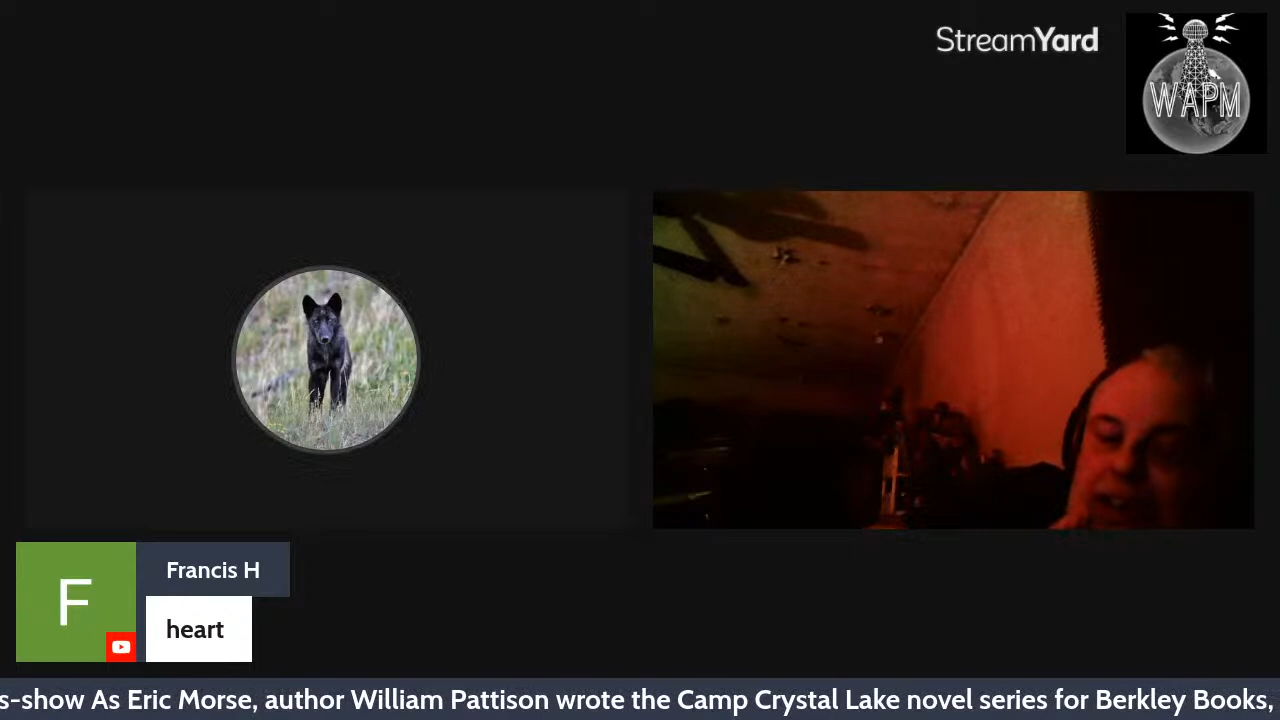 StreamYard
WAPM
F
Francis H
heart
s-show As Eric Morse, author William Pattison wrote the Camp Crystal Lake novel series for Berkley Books,